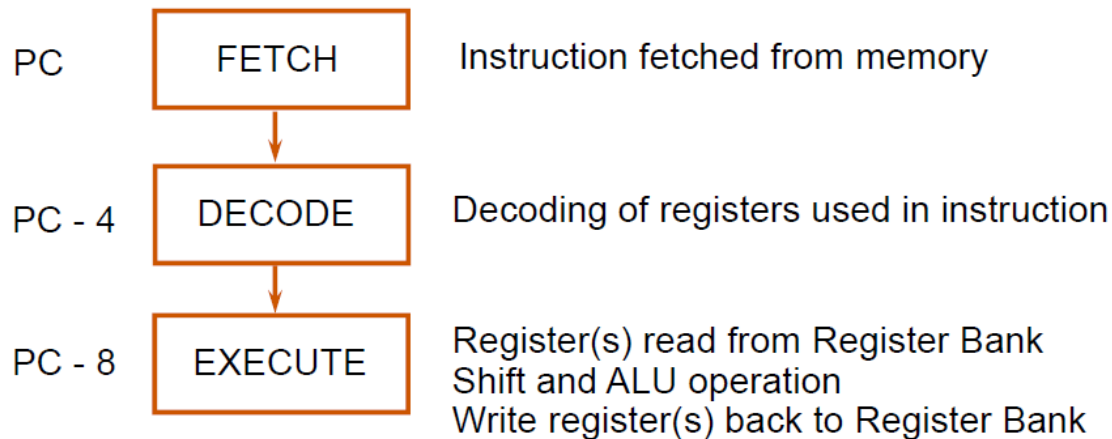 PC FETCH Instruction fetched from memory
PC - 4 DECODE Decoding of registers used in instruction
PC - 8 EXECUTE Register(s) read from Register Bank
Shift and ALU operation
Write register(s) back to Register Bank